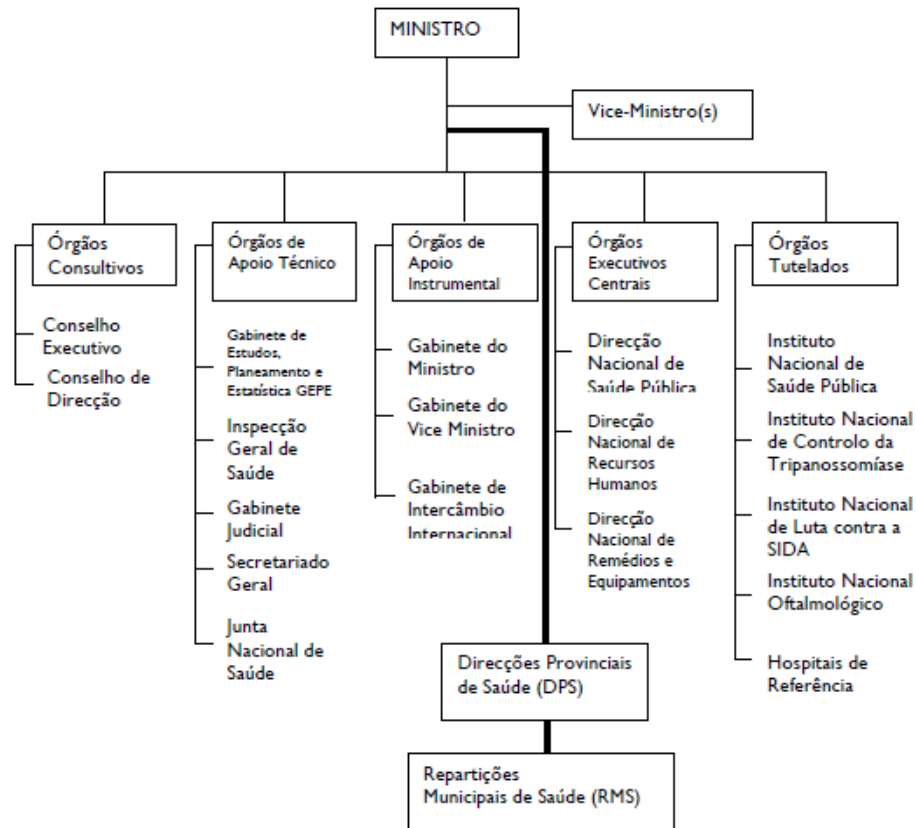 MINISTRO
Vice-Ministro(s)
Órgãos
Consultivos
Conselho
Executivo
Conselho de
Direcção
Órgãos de
Apoio Técnico
Gabinete de
Estudos,
Planeamento e
Estatística GEPE
Inspecção
Geral de
Saúde
Gabinete
Judicial
Secretariado
Geral
Junta
Nacional de
Saúde
Órgãos de
Apoio
Instrumental
Gabinete do
Ministro
Gabinete do
Vice Ministro
Gabinete de
Intercâmbio
Internacional
Órgãos
Executivos
Centrais
Direcção
Nacional de
Saúde Pública
Direcção
Nacional de
Recursos
Humanos
Direcção
Nacional de
Remédios e
Equipamentos
Órgãos
Tutelados
Instituto
Nacional de
Saúde Pública
Instituto Nacional
de Controlo da
Tripanossomíase
Instituto Nacional
de Luta contra a
SIDA
Instituto Nacional
Oftalmológico
Hospitais de
Referência
Direcções Provinciais
de Saúde (DPS)
Repartições
Municipais de Saúde (RMS)